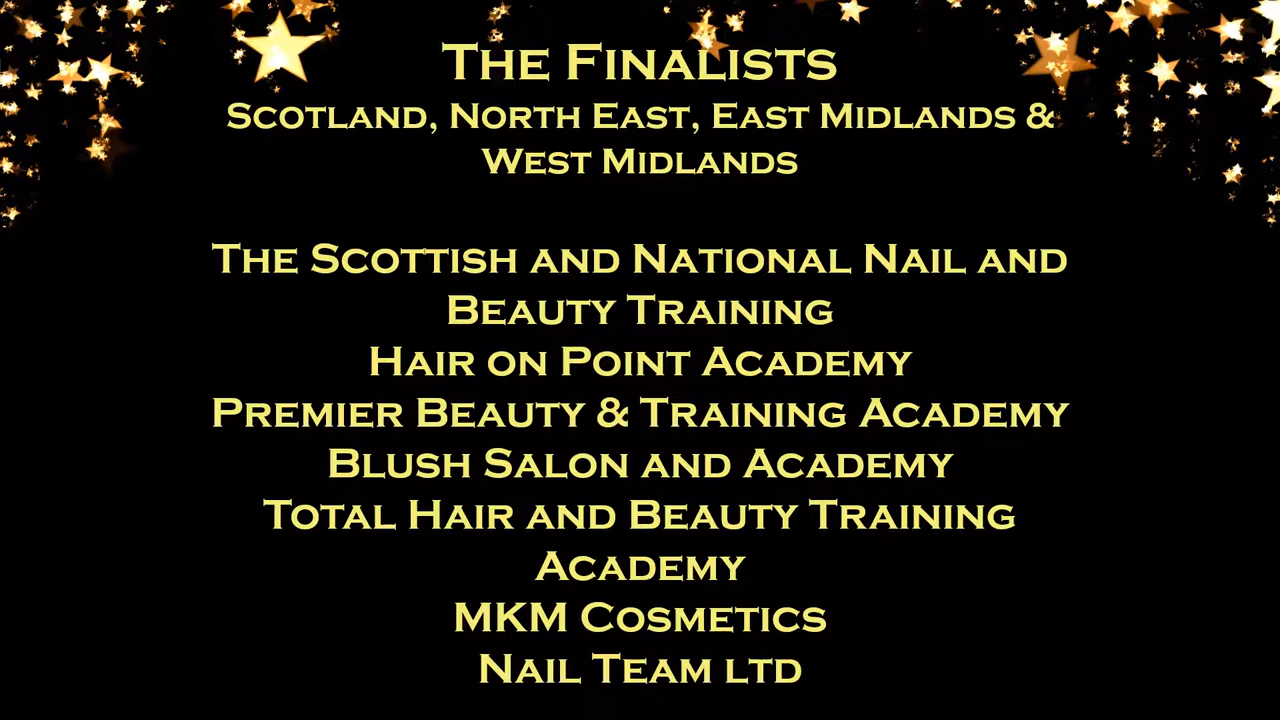 The Finalists
Scotland, North East, East Midlands &
West Midlands
The Scottish and National Nail and
Beauty Training
Hair on Point Academy
Premier Beauty & Training Academy
Blush Salon and Academy
Total Hair and Beauty Training
Academy
MKM Cosmetics
Nail Team ltd